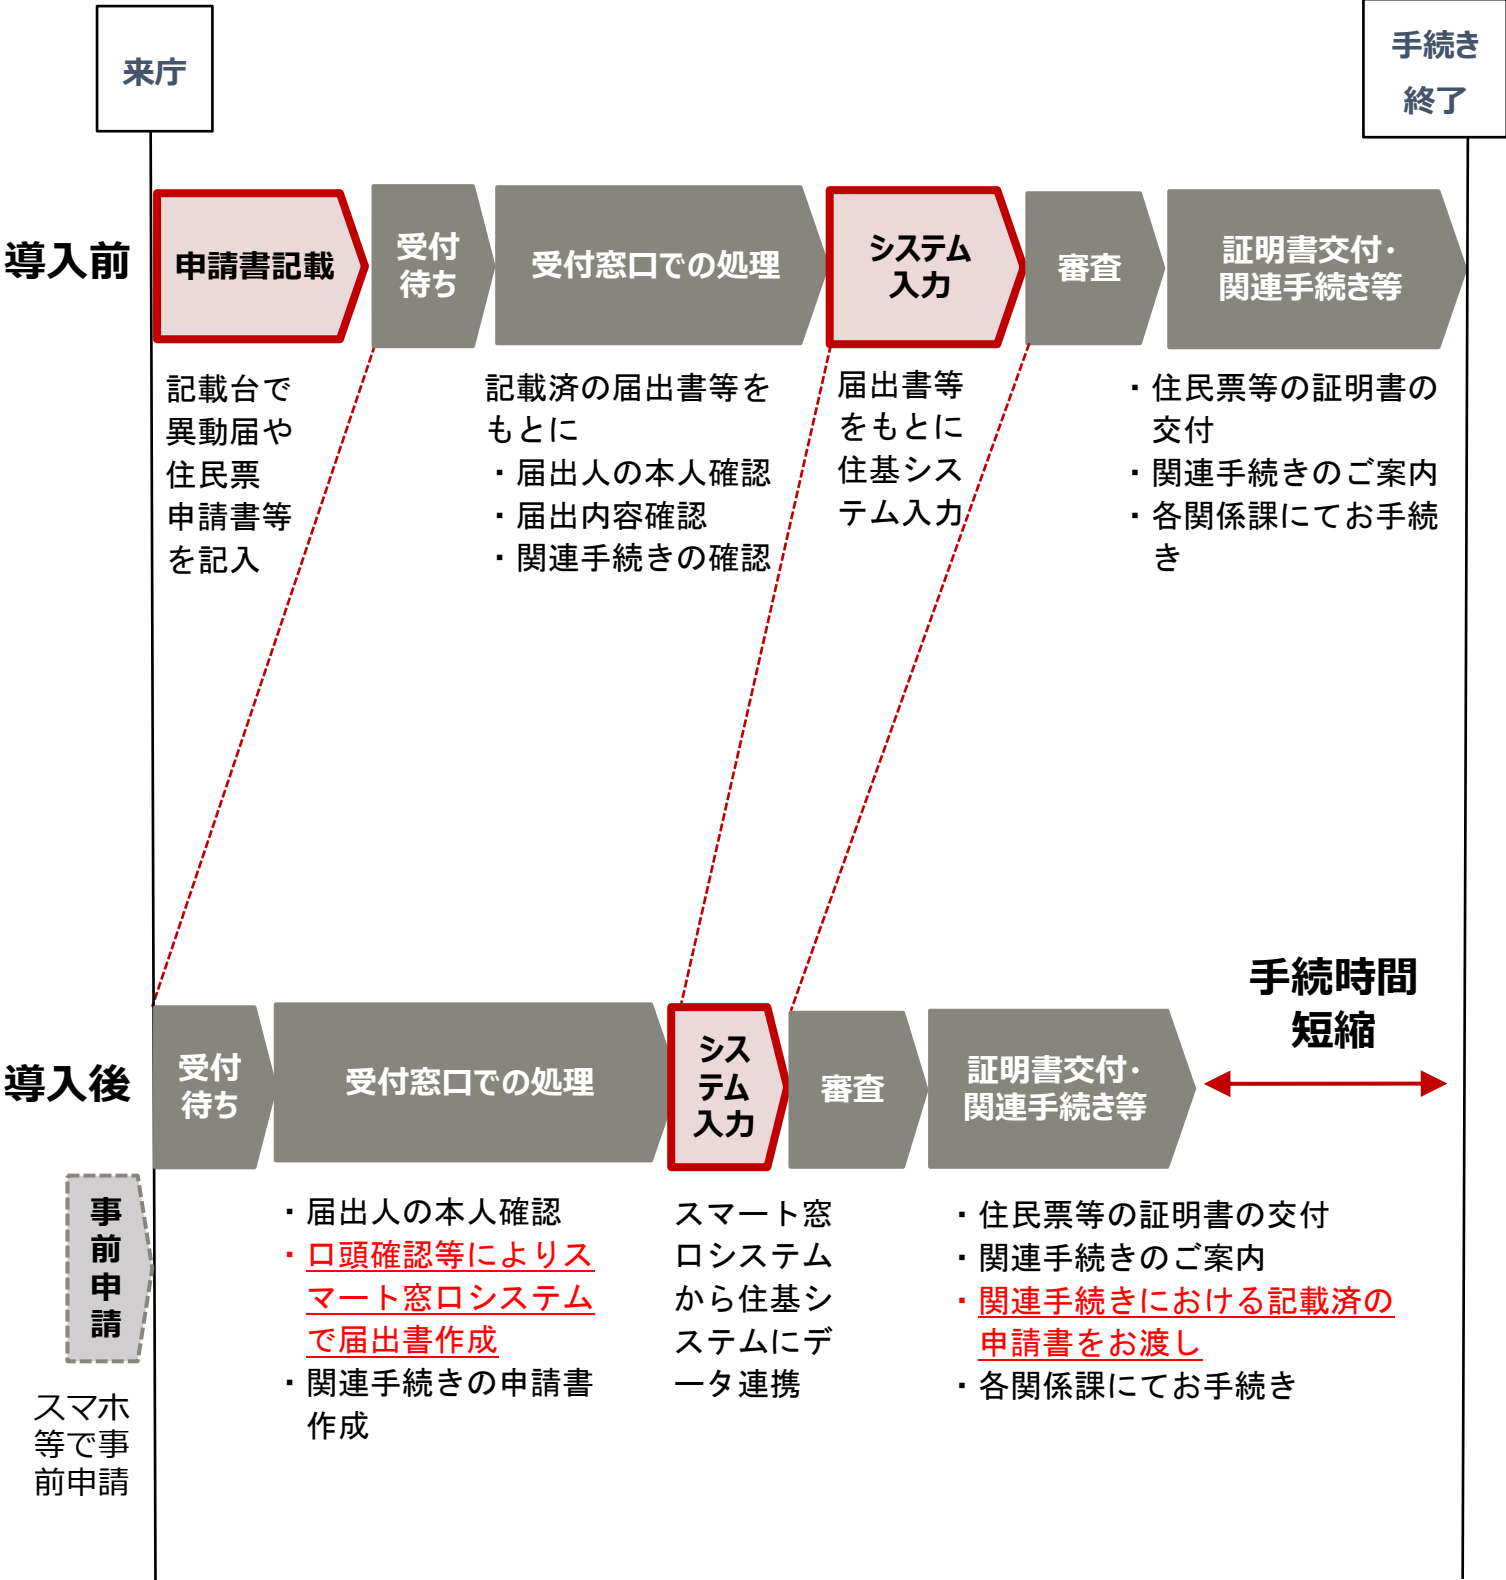 来庁
手続き
終了
導入前
申請書記載
受付
待ち
受付窓口での処理
システム
入力
審査
証明書交付・
関連手続き等
記載台で
異動届や
住民票
申請書等
を記入
記載済の届出書等を
もとに
・届出人の本人確認
・届出内容確認
・関連手続きの確認
届出書等
をもとに
住基シス
テム入力
・住民票等の証明書の
交付
・関連手続きのご案内
・各関係課にてお手続
き
手続時間
短縮
導入後
受付
待ち
受付窓口での処理
シス
テム
入力
審査
証明書交付・
関連手続き等
事
前
申
請
スマホ
等で事
前申請
・届出人の本人確認
・口頭確認等によりス
マート窓口システム
で届出書作成
・関連手続きの申請書
作成
スマート窓
口システム
から住基シ
ステムにデ
ータ連携
・住民票等の証明書の交付
・関連手続きのご案内
・関連手続きにおける記載済の
申請書をお渡し
・各関係課にてお手続き